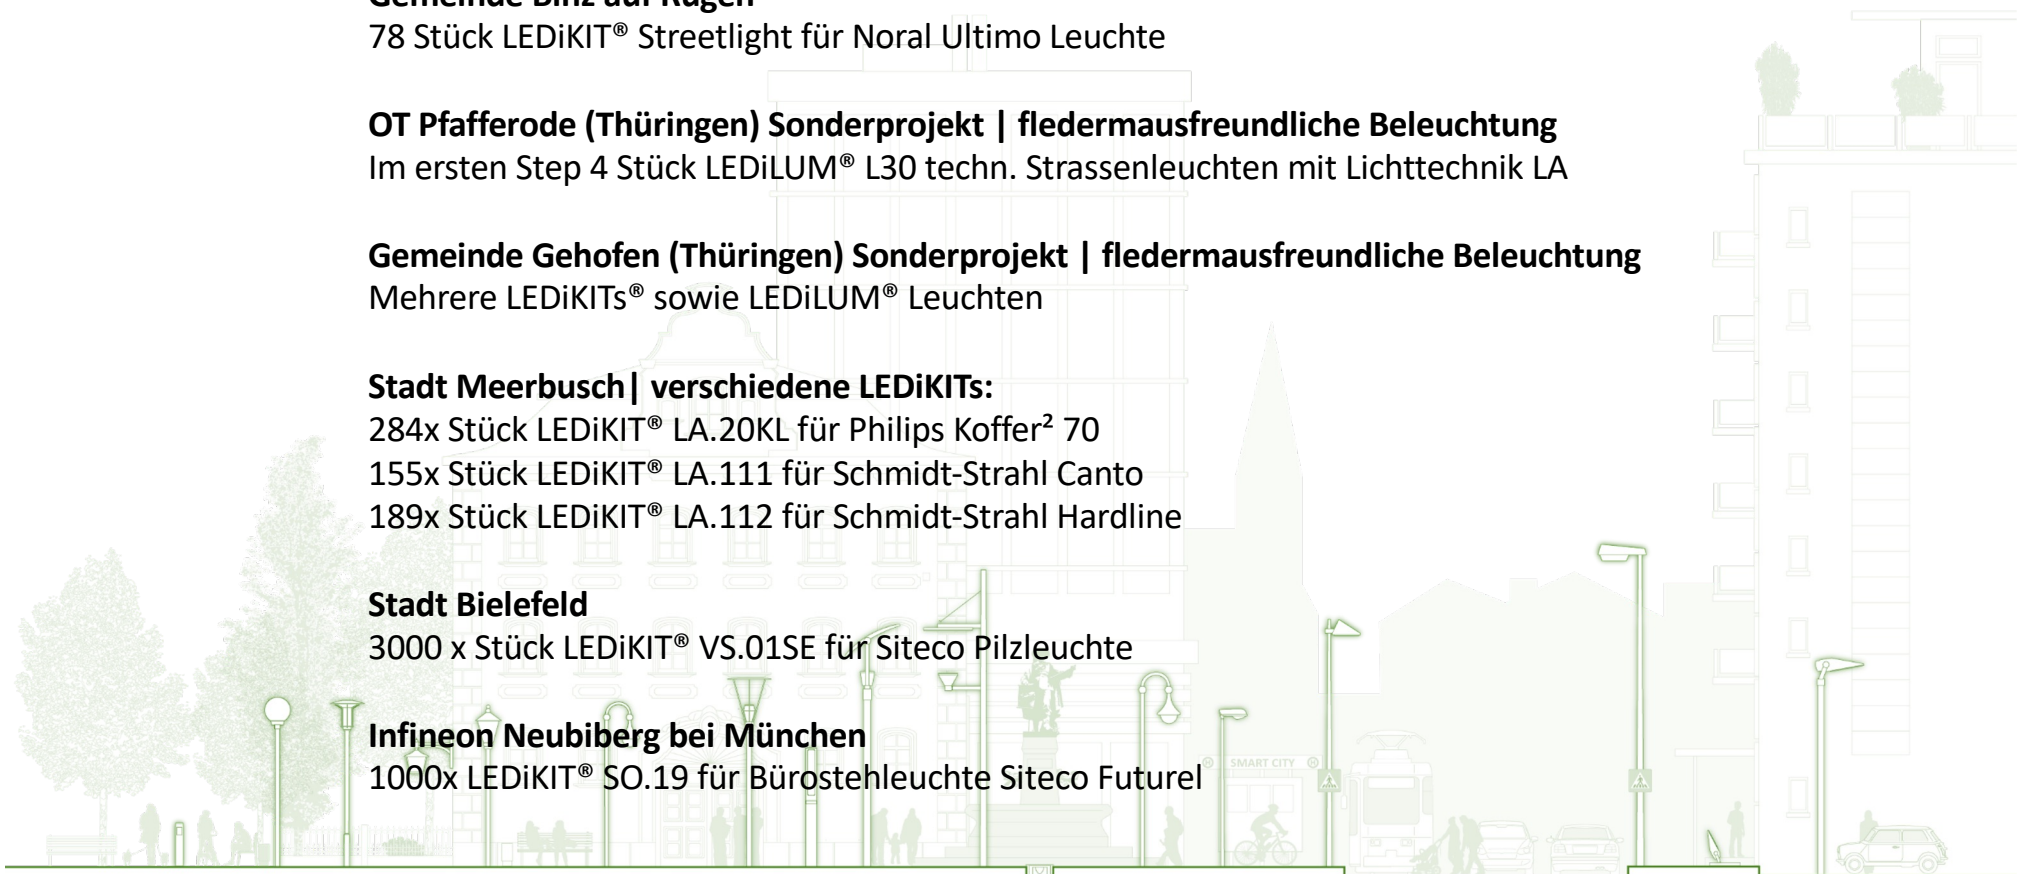 Gemeinde Binz auf Rügen
78 Stück LEDiKIT® Streetlight für Noral Ultimo Leuchte
OT Pfafferode (Thüringen) Sonderprojekt | fledermausfreundliche Beleuchtung
Im ersten Step 4 Stück LEDiLUM® L30 techn. Strassenleuchten mit Lichttechnik LA
Gemeinde Gehofen (Thüringen) Sonderprojekt | fledermausfreundliche Beleuchtung
Mehrere LEDiKITs® sowie LEDiLUM® Leuchten
Stadt Meerbusch| verschiedene LEDiKITs:
284x Stück LEDiKIT® LA.20KL für Philips Koffer² 70
155x Stück LEDiKIT® LA.111 für Schmidt-Strahl Canto
189x Stück LEDiKIT® LA.112 für Schmidt-Strahl Hardline
Stadt Bielefeld
3000 x Stück LEDiKIT® VS.01SE für Siteco Pilzleuchte
Infineon Neubiberg bei München
1000x LEDiKIT® SO.19 für Bürostehleuchte Siteco Futurel
H SMART CITY H